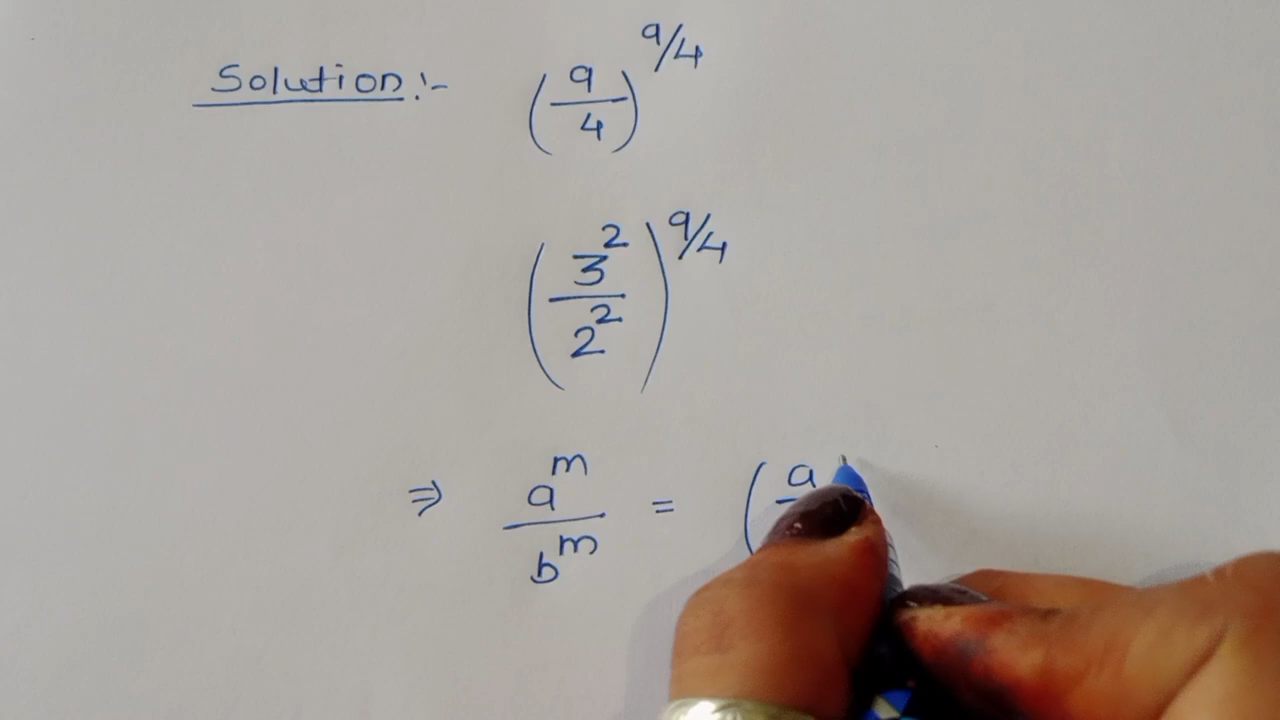 Solution :- (9/4)^9/4
(3^2/2^2)^9/4
⇒ a^m/b^m = (a